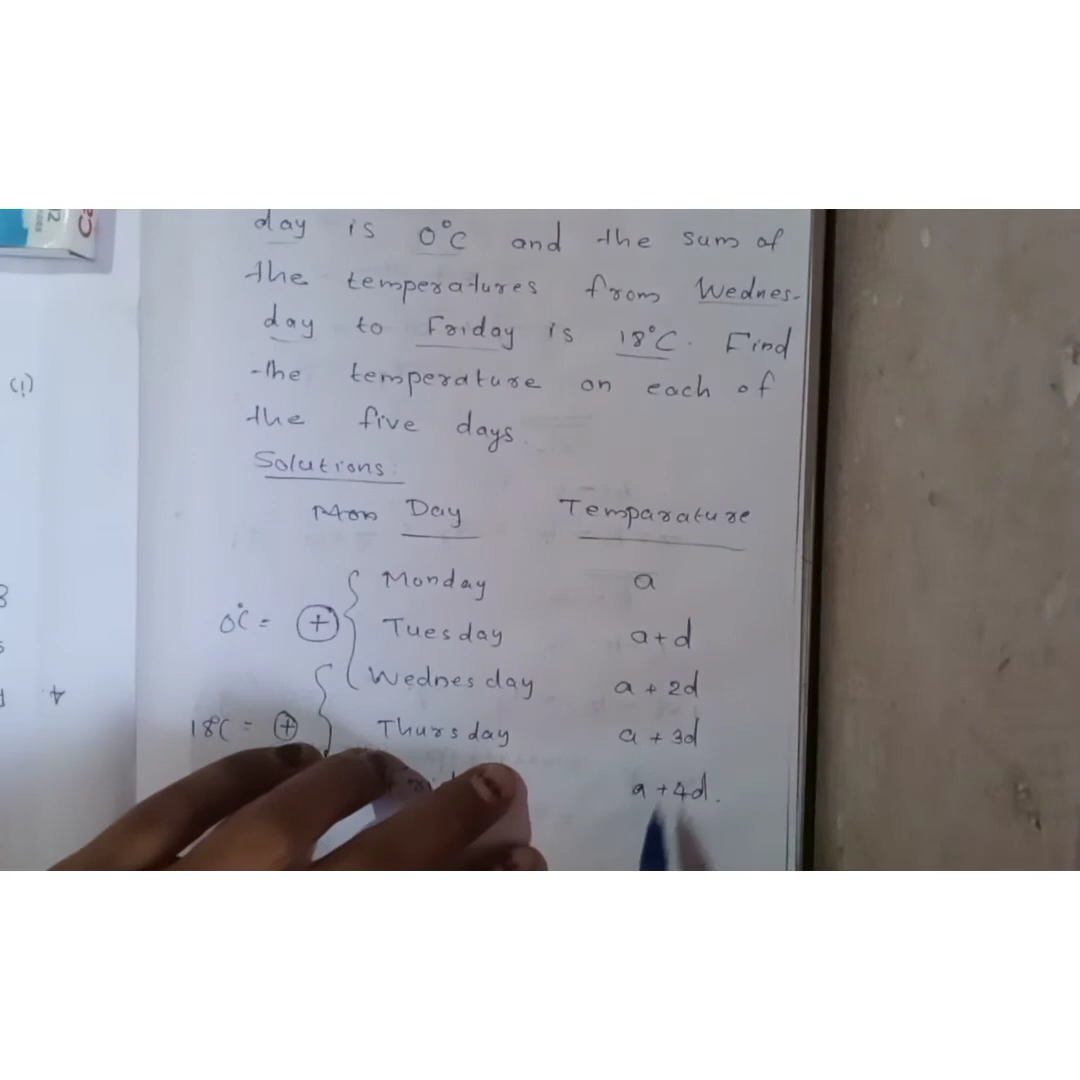 day is 0°C and the sum of
the temperatures from Wednes-
day to Friday is 18°C. Find
the temperature on each of
the five days.
Solutions:
Day Temparature
Monday a
0°C = + Tuesday a+d
Wednesday a + 2d
18°C = + Thursday a + 3d
a + 4d.
(i)